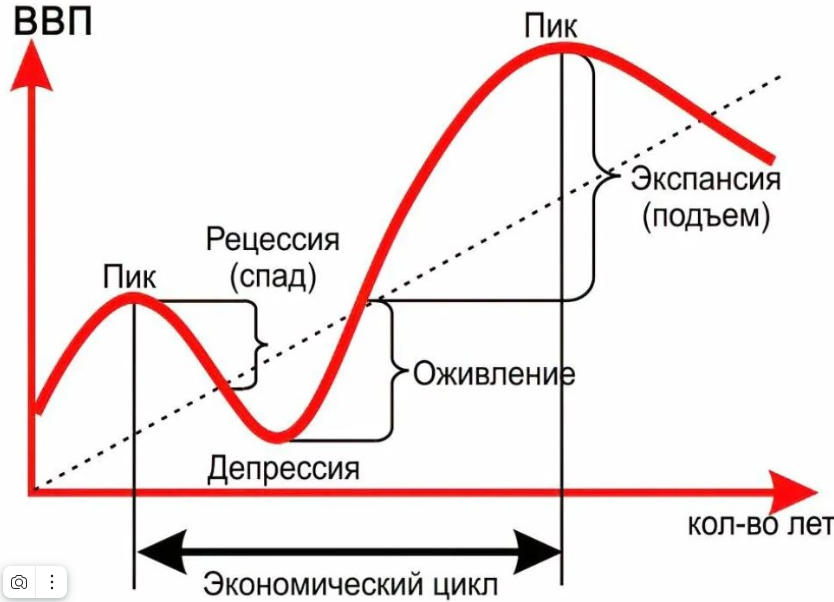 ВВП
Пик
Экспансия
(подъем)
Рецессия
(спад)
Пик
Оживление
Депрессия
кол-во лет
Экономический цикл